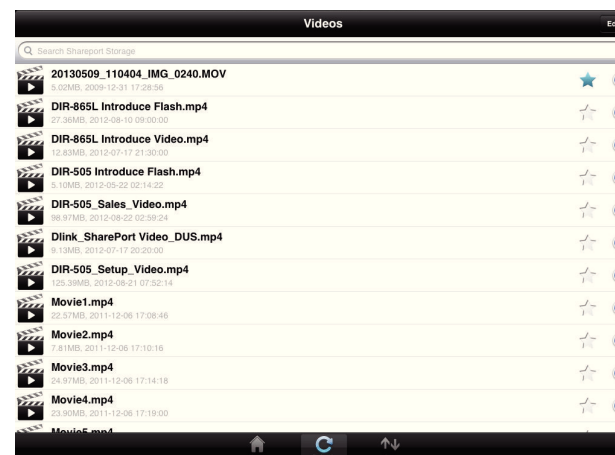 Videos
Ed
Search Shareport Storage
20130509_110404_IMG_0240.MOV
5.02MB, 2009-12-31 17:28:56
DIR-865L Introduce Flash.mp4
27.36MB, 2012-08-10 09:00:00
DIR-865L Introduce Video.mp4
12.83MB, 2012-07-17 21:30:00
DIR-505 Introduce Flash.mp4
5.10MB, 2012-05-22 02:14:22
DIR-505_Sales_Video.mp4
98.97MB, 2012-08-22 02:59:24
Dlink_SharePort Video_DUS.mp4
9.13MB, 2012-07-17 20:20:00
DIR-505_Setup_Video.mp4
125.39MB, 2012-08-21 07:52:14
Movie1.mp4
22.57MB, 2011-12-06 17:08:46
Movie2.mp4
7.81MB, 2011-12-06 17:10:16
Movie3.mp4
24.97MB, 2011-12-06 17:14:18
Movie4.mp4
23.90MB, 2011-12-06 17:19:00
Movie5.mp4